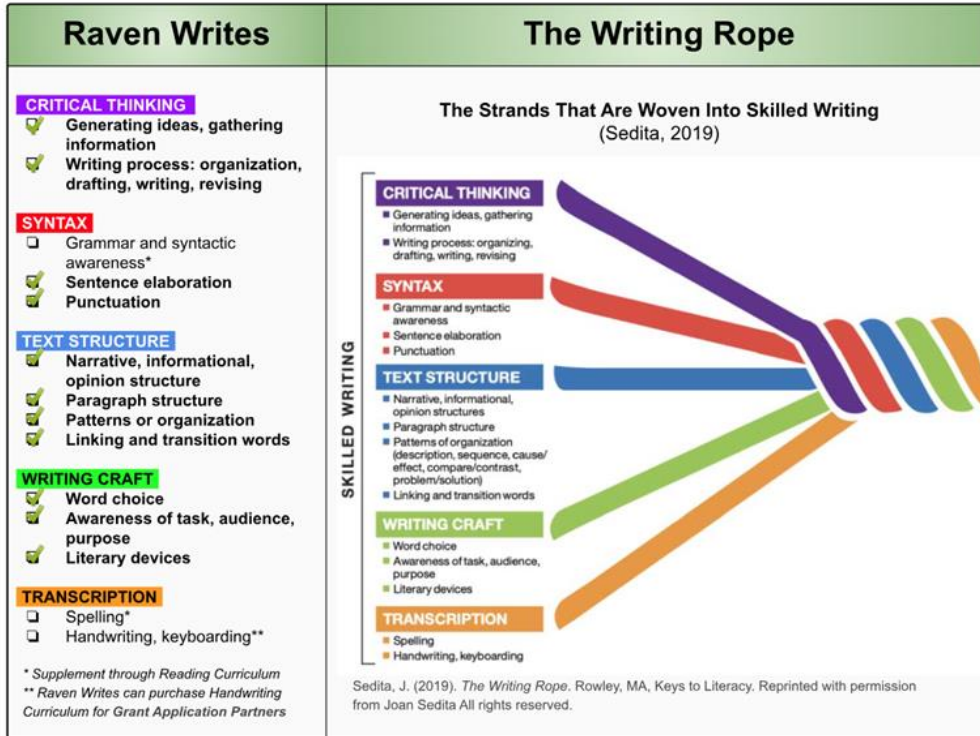 Raven Writes
CRITICAL THINKING
Generating ideas, gathering
information
Writing process: organization,
drafting, writing, revising
SYNTAX
Grammar and syntactic
awareness*
Sentence elaboration
Punctuation
TEXT STRUCTURE
Narrative, informational,
opinion structure
Paragraph structure
Patterns or organization
Linking and transition words
WRITING CRAFT
Word choice
Awareness of task, audience,
purpose
Literary devices
TRANSCRIPTION
Spelling*
Handwriting, keyboarding**
* Supplement through Reading Curriculum
** Raven Writes can purchase Handwriting
Curriculum for Grant Application Partners
The Writing Rope
The Strands That Are Woven Into Skilled Writing
(Sedita, 2019)
SKILLED WRITING
CRITICAL THINKING
Generating ideas, gathering
information
Writing process: organizing,
drafting, writing, revising
SYNTAX
Grammar and syntactic
awareness
Sentence elaboration
Punctuation
TEXT STRUCTURE
Narrative, informational,
opinion structures
Paragraph structure
Patterns of organization
(description, sequence, cause/
effect, compare/contrast,
problem/solution)
Linking and transition words
WRITING CRAFT
Word choice
Awareness of task, audience,
purpose
Literary devices
TRANSCRIPTION
Spelling
Handwriting, keyboarding
Sedita, J. (2019). The Writing Rope. Rowley, MA, Keys to Literacy. Reprinted with permission
from Joan Sedita All rights reserved.